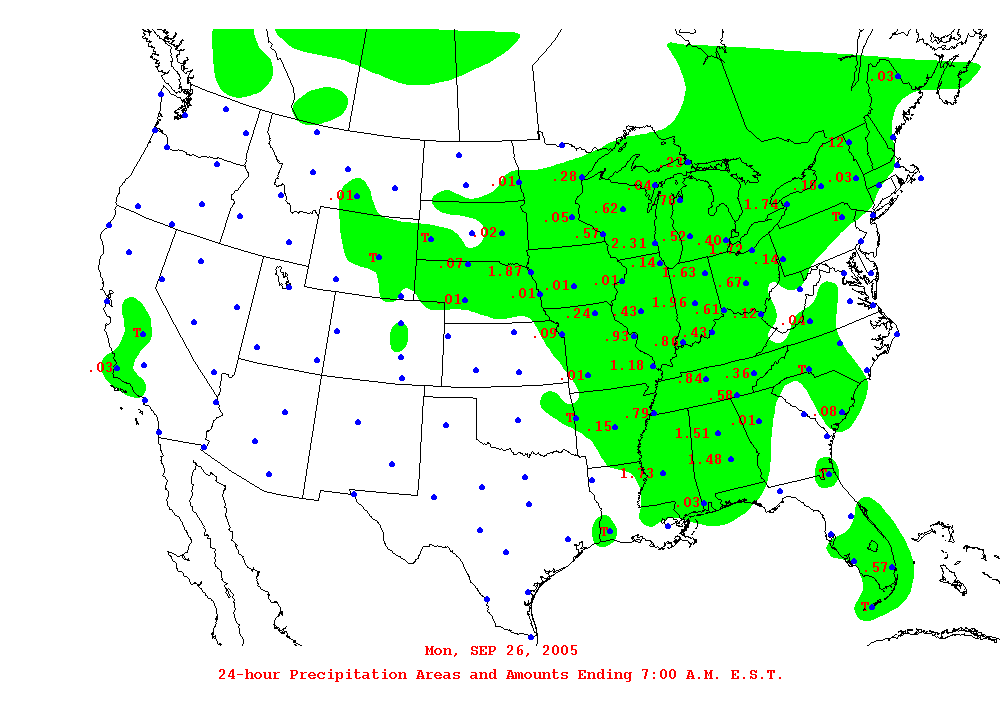 .03
.12
.21
.01 .28 .04 .18 .03
.01 .78 1.74
.62
.05 T
T .02 .57 2.31 .52 .40
T .07 .14 .14
1.87 1.63
.01 .01 .67
.01 .01 1.96
.24 .43 .61 .12
.04
T .09 .93 .86 .43
.03 1.18
.01 .84 .36 T
.58
T .79 .08
.15 .01
1.51
1.48
1.73 T
.03
T
.57
T
Mon, SEP 26, 2005
24-hour Precipitation Areas and Amounts Ending 7:00 A.M. E.S.T.